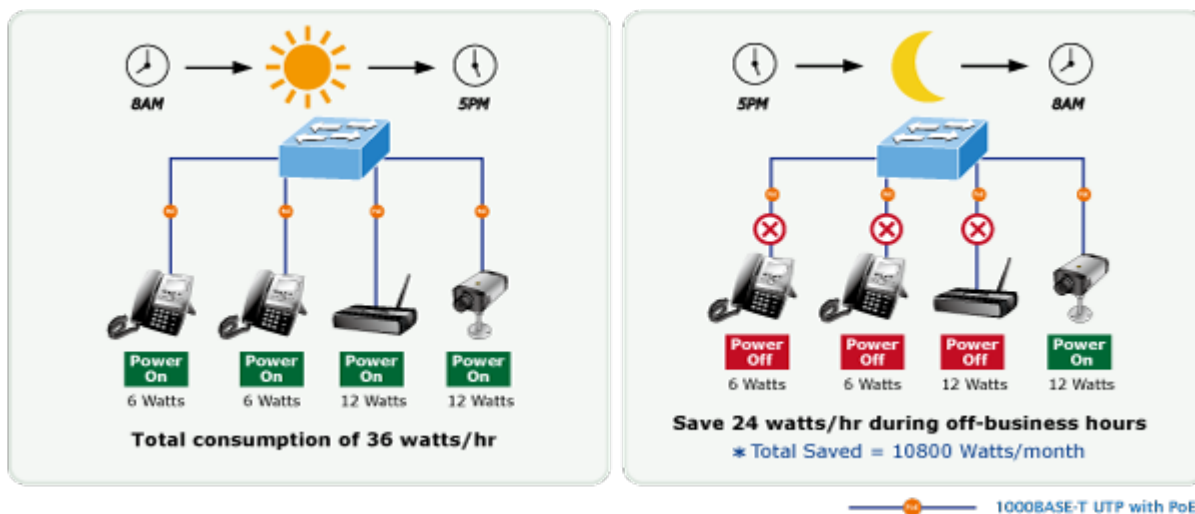 8AM
5PM
Power On
6 Watts
Power On
6 Watts
Power On
12 Watts
Power On
12 Watts
Total consumption of 36 watts/hr
5PM
8AM
Power Off
6 Watts
Power Off
6 Watts
Power Off
12 Watts
Power On
12 Watts
Save 24 watts/hr during off-business hours
* Total Saved = 10800 Watts/month
PoE
1000BASE-T UTP with PoE